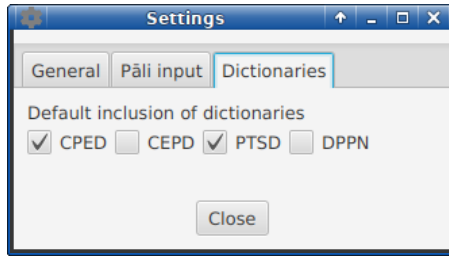 Settings
General Pāli input Dictionaries
Default inclusion of dictionaries
CPED CEPD PTSD DPPN
Close